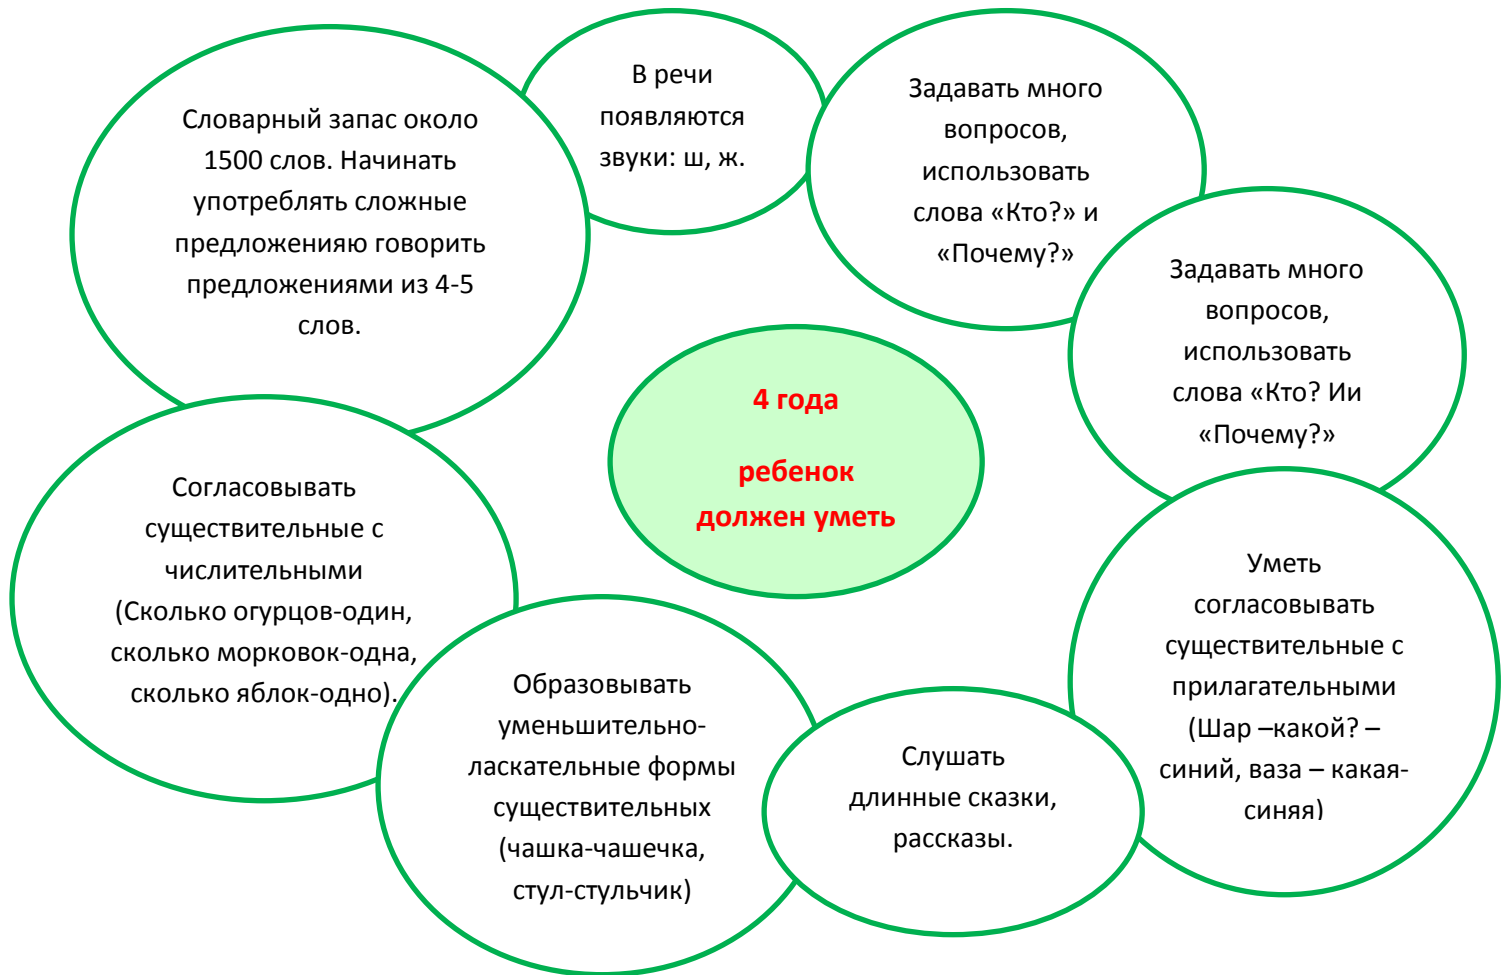 Словарный запас около
1500 слов. Начинать
употреблять сложные
предложенияю говорить
предложениями из 4-5
слов.
В речи
появляются
звуки: ш, ж.
Задавать много
вопросов,
использовать
слова «Кто?» и
«Почему?»
Задавать много
вопросов,
использовать
слова «Кто? Ии
«Почему?»
4 года
ребенок
должен уметь
Согласовывать
существительные с
числительными
(Сколько огурцов-один,
сколько морковок-одна,
сколько яблок-одно).
Образовывать
уменьшительно-
ласкательные формы
существительных
(чашка-чашечка,
стул-стульчик)
Слушать
длинные сказки,
рассказы.
Уметь
согласовывать
существительные с
прилагательными
(Шар –какой? –
синий, ваза – какая-
синяя)